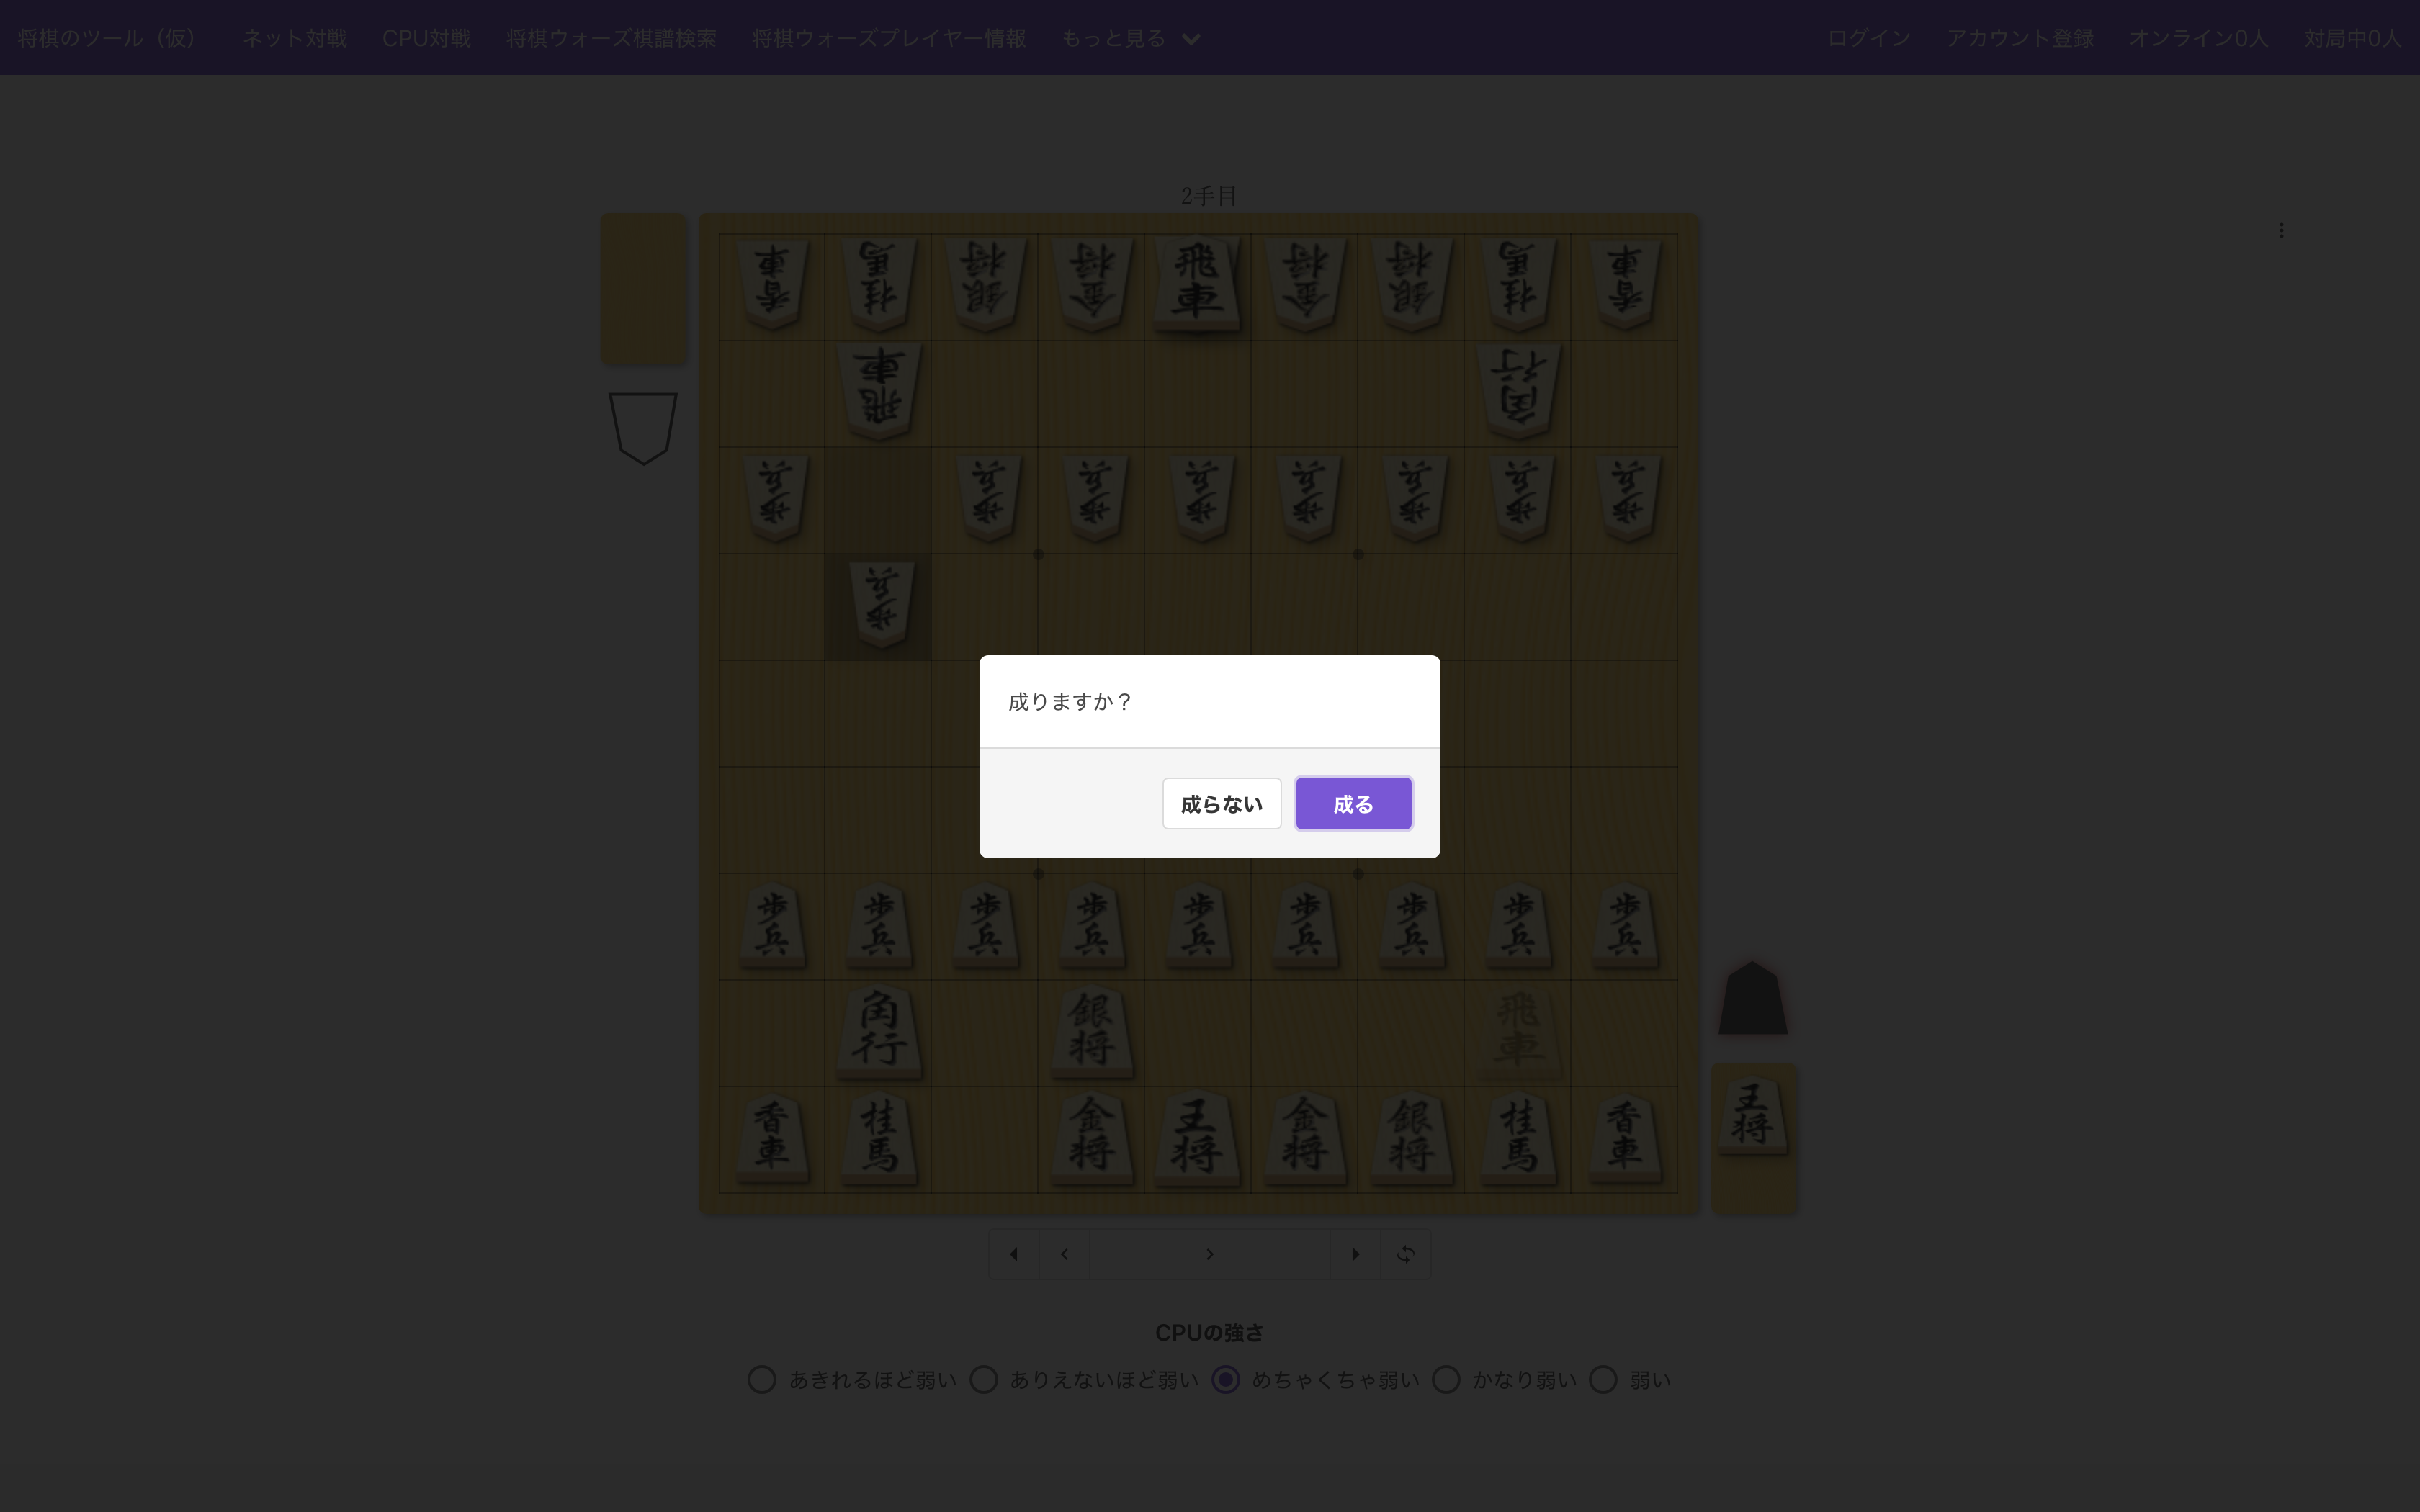 将棋のツール（仮） ネット対戦 CPU対戦 将棋ウォーズ棋譜検索 将棋ウォーズプレイヤー情報 もっと見る ログイン アカウント登録 オンライン0人 対局中0人
2手目
香車 桂馬 銀将 金将 飛車 金将 銀将 桂馬 香車
飛車 角行
歩兵 歩兵 歩兵 歩兵 歩兵 歩兵 歩兵 歩兵
歩兵
成りますか？
成らない 成る
歩兵 歩兵 歩兵 歩兵 歩兵 歩兵 歩兵 歩兵 歩兵
角行 銀将 飛車
香車 桂馬 金将 王将 金将 銀将 桂馬 香車
王将
CPUの強さ
あきれるほど弱い ありえないほど弱い めちゃくちゃ弱い かなり弱い 弱い